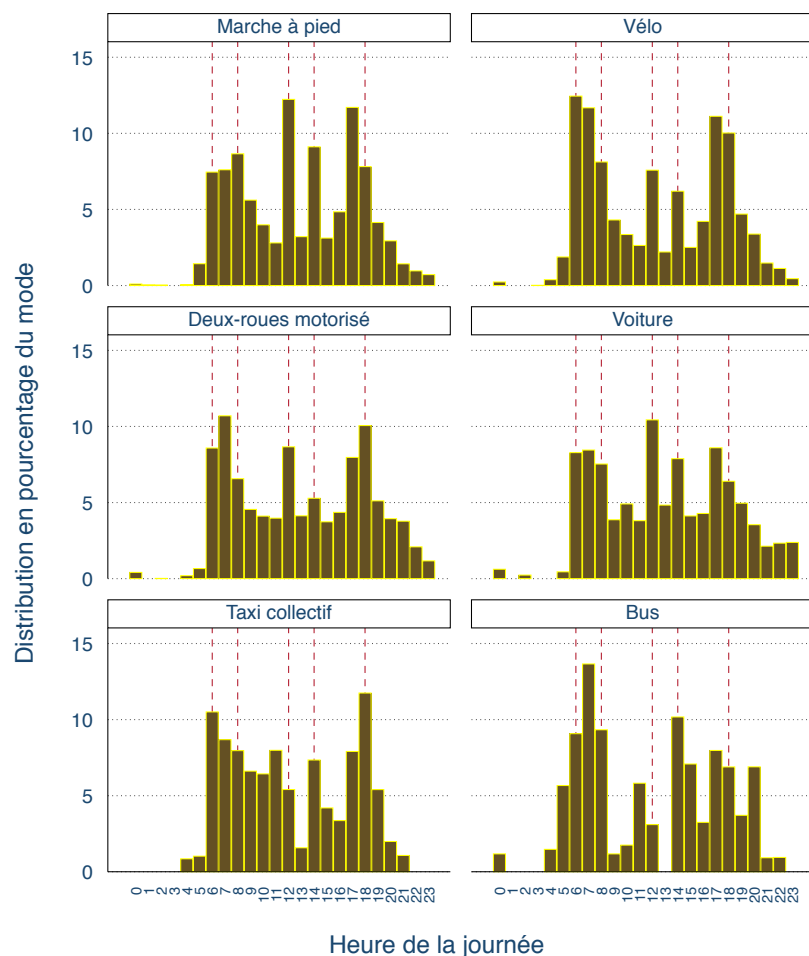 Marche à pied
Vélo
15
10
5
0
Deux-roues motorisé
Voiture
15
10
5
0
Taxi collectif
Bus
15
10
5
0
0 1 2 3 4 5 6 7 8 9 10 11 12 13 14 15 16 17 18 19 20 21 22 23
0 1 2 3 4 5 6 7 8 9 10 11 12 13 14 15 16 17 18 19 20 21 22 23
Distribution en pourcentage du mode
Heure de la journée